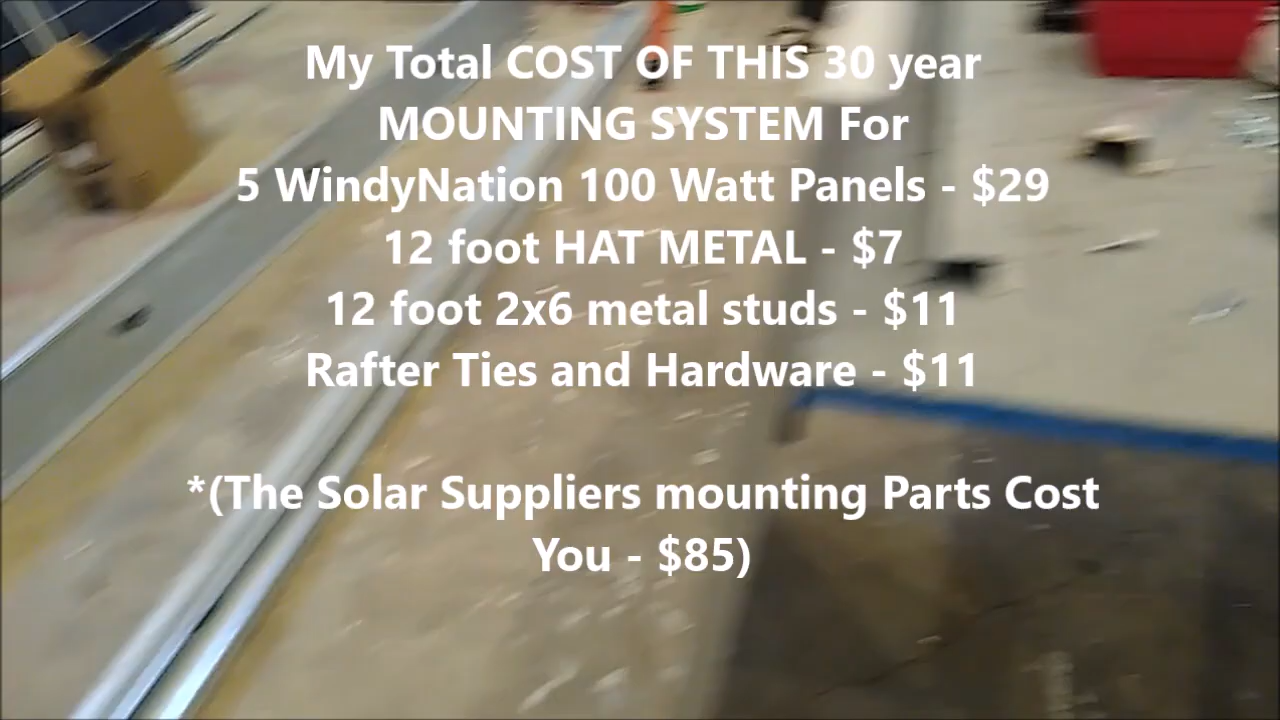 My Total COST OF THIS 30 year
MOUNTING SYSTEM For
5 WindyNation 100 Watt Panels - $29
12 foot HAT METAL - $7
12 foot 2x6 metal studs - $11
Rafter Ties and Hardware - $11
*(The Solar Suppliers mounting Parts Cost
You - $85)